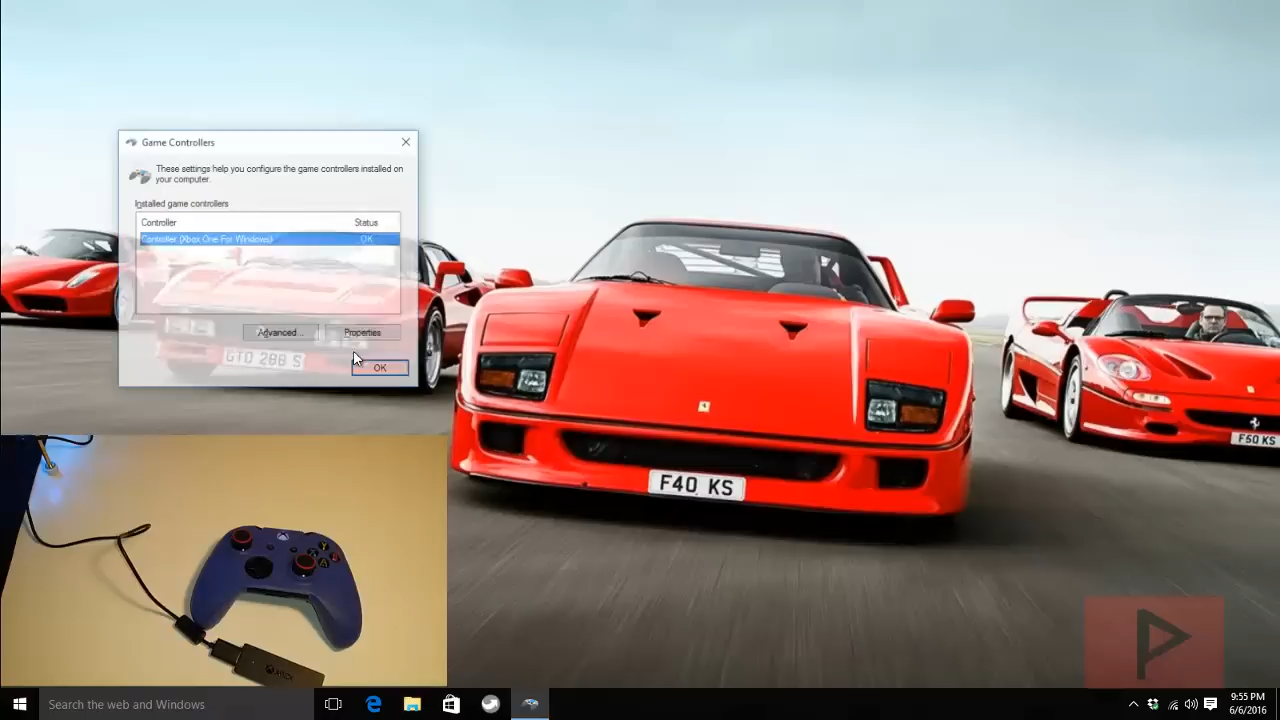 Game Controllers
These settings help you configure the game controllers installed on
your computer.
Installed game controllers
Controller Status
Controller (Xbox One For Windows) OK
Advanced... Properties
GTO 288 S
OK
F50 KS
F40 KS
XBOX
P
Search the web and Windows
9:55 PM
6/6/2016